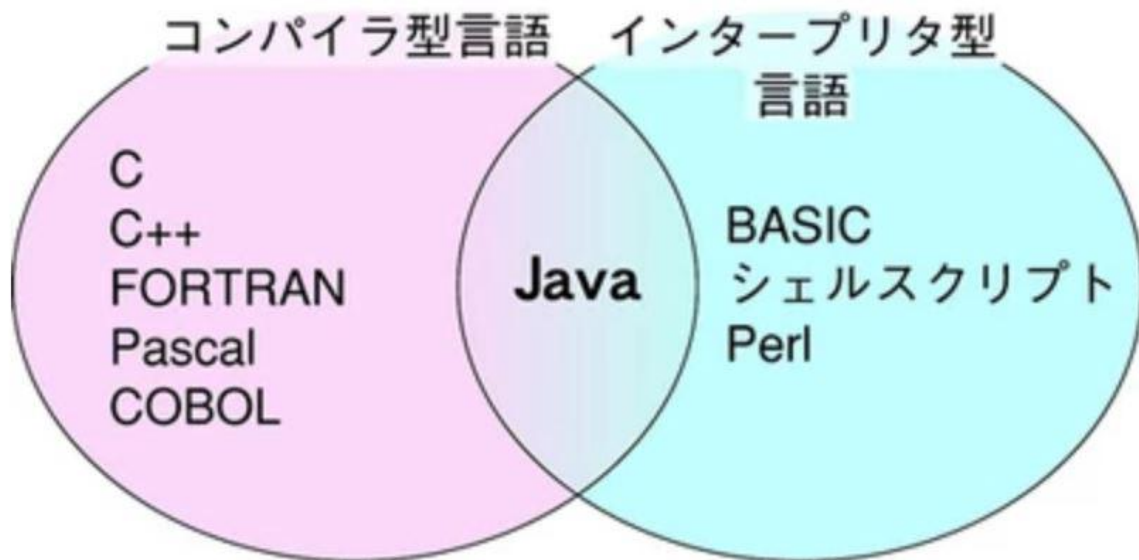 コンパイラ型言語
インタープリタ型
言語
C
C++
FORTRAN
Pascal
COBOL
Java
BASIC
シェルスクリプト
Perl